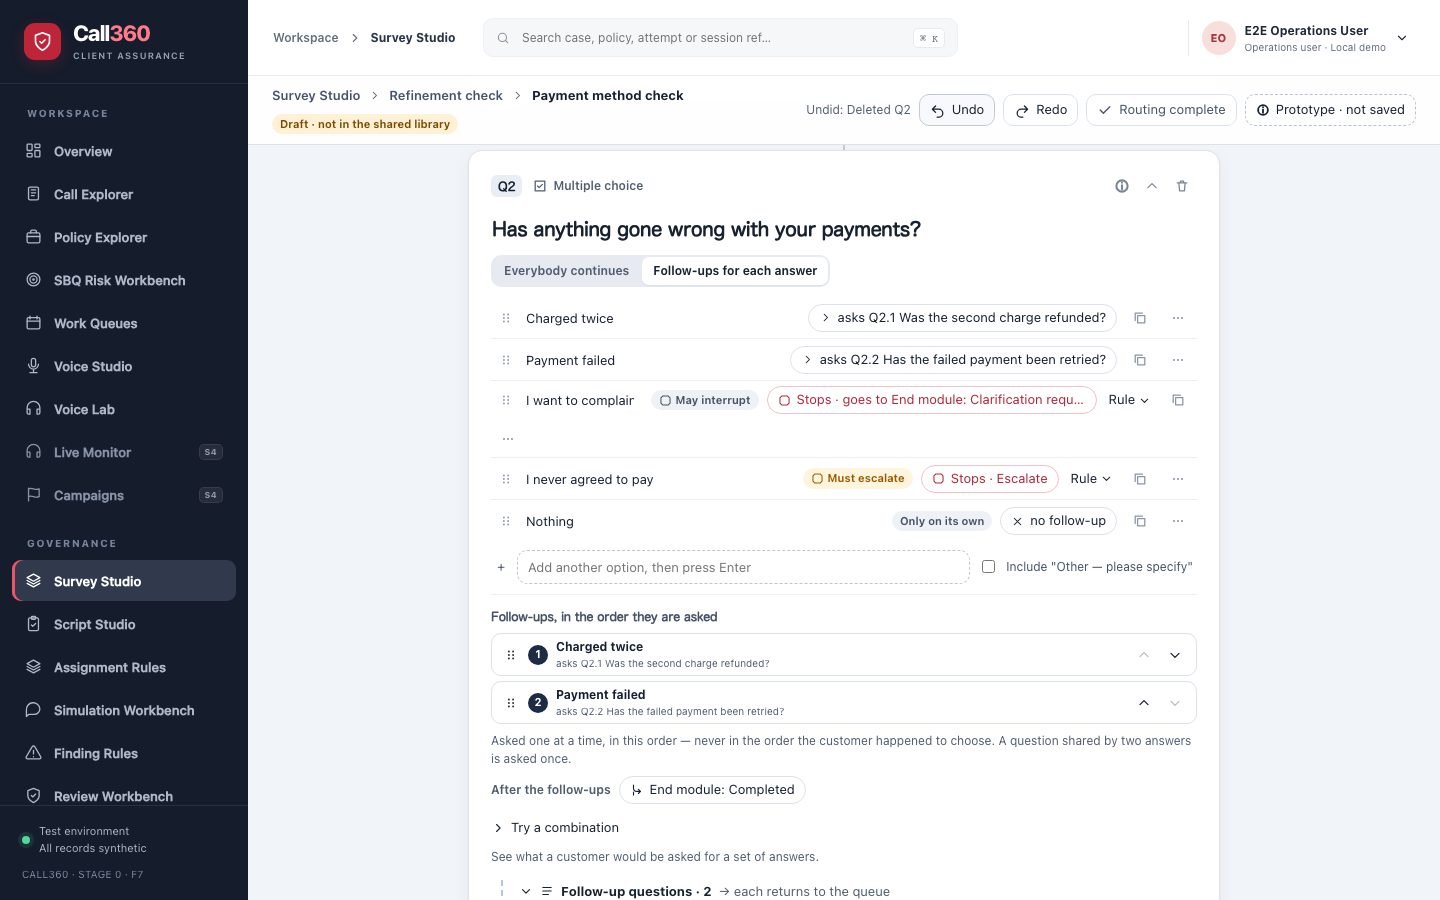 Call360
CLIENT ASSURANCE
WORKSPACE
Overview
Call Explorer
Policy Explorer
SBQ Risk Workbench
Work Queues
Voice Studio
Voice Lab
Live Monitor S4
Campaigns S4
GOVERNANCE
Survey Studio
Script Studio
Assignment Rules
Simulation Workbench
Finding Rules
Review Workbench
Test environment
All records synthetic
CALL360 · STAGE 0 · F7
Workspace > Survey Studio
Search case, policy, attempt or session ref...
⌘ K
EO
E2E Operations User
Operations user · Local demo
Survey Studio > Refinement check > Payment method check
Draft · not in the shared library
Undid: Deleted Q2
Undo
Redo
Routing complete
Prototype · not saved
Q2 Multiple choice
Has anything gone wrong with your payments?
Everybody continues Follow-ups for each answer
Charged twice asks Q2.1 Was the second charge refunded?
Payment failed asks Q2.2 Has the failed payment been retried?
I want to complain May interrupt Stops · goes to End module: Clarification requ... Rule
...
I never agreed to pay Must escalate Stops · Escalate Rule
Nothing Only on its own × no follow-up
+ Add another option, then press Enter Include "Other — please specify"
Follow-ups, in the order they are asked
1 Charged twice
asks Q2.1 Was the second charge refunded?
2 Payment failed
asks Q2.2 Has the failed payment been retried?
Asked one at a time, in this order — never in the order the customer happened to choose. A question shared by two answers
is asked once.
After the follow-ups End module: Completed
Try a combination
See what a customer would be asked for a set of answers.
Follow-up questions · 2 → each returns to the queue